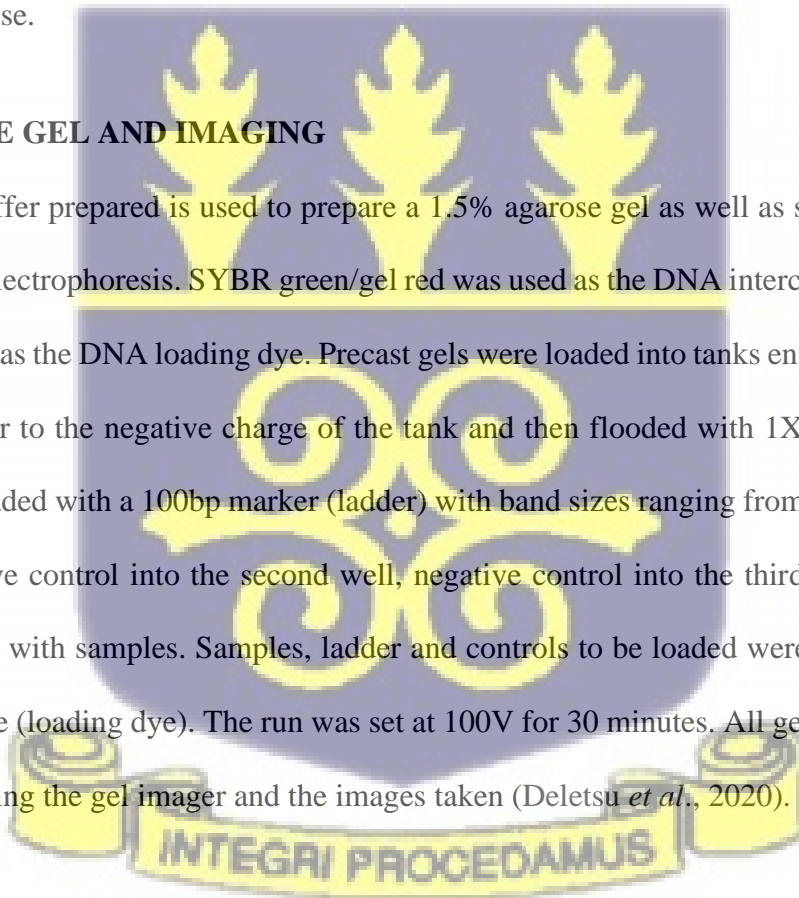 se.
E GEL AND IMAGING
ffer prepared is used to prepare a 1.5% agarose gel as well as s
lectrophoresis. SYBR green/gel red was used as the DNA interc
as the DNA loading dye. Precast gels were loaded into tanks en
r to the negative charge of the tank and then flooded with 1X
ded with a 100bp marker (ladder) with band sizes ranging from
ve control into the second well, negative control into the third
with samples. Samples, ladder and controls to be loaded were
e (loading dye). The run was set at 100V for 30 minutes. All ge
ing the gel imager and the images taken (Deletsu et al., 2020).
INTEGRI PROCEDAMUS